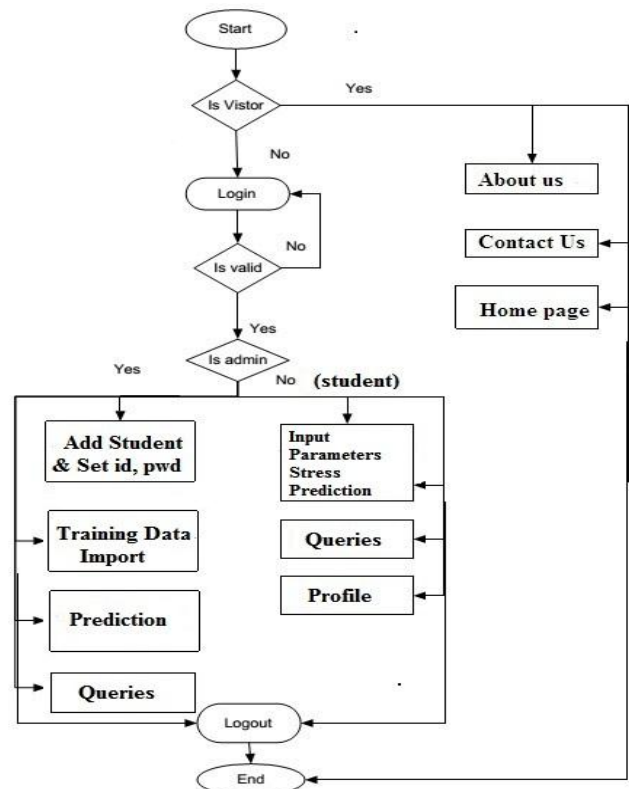 Start
Is Vistor
Yes
No
About us
Login
Contact Us
No
Is valid
Home page
Yes
Is admin
Yes
No
(student)
Add Student
& Set id, pwd
Input
Parameters
Stress
Prediction
Training Data
Import
Queries
Profile
Prediction
Queries
Logout
End